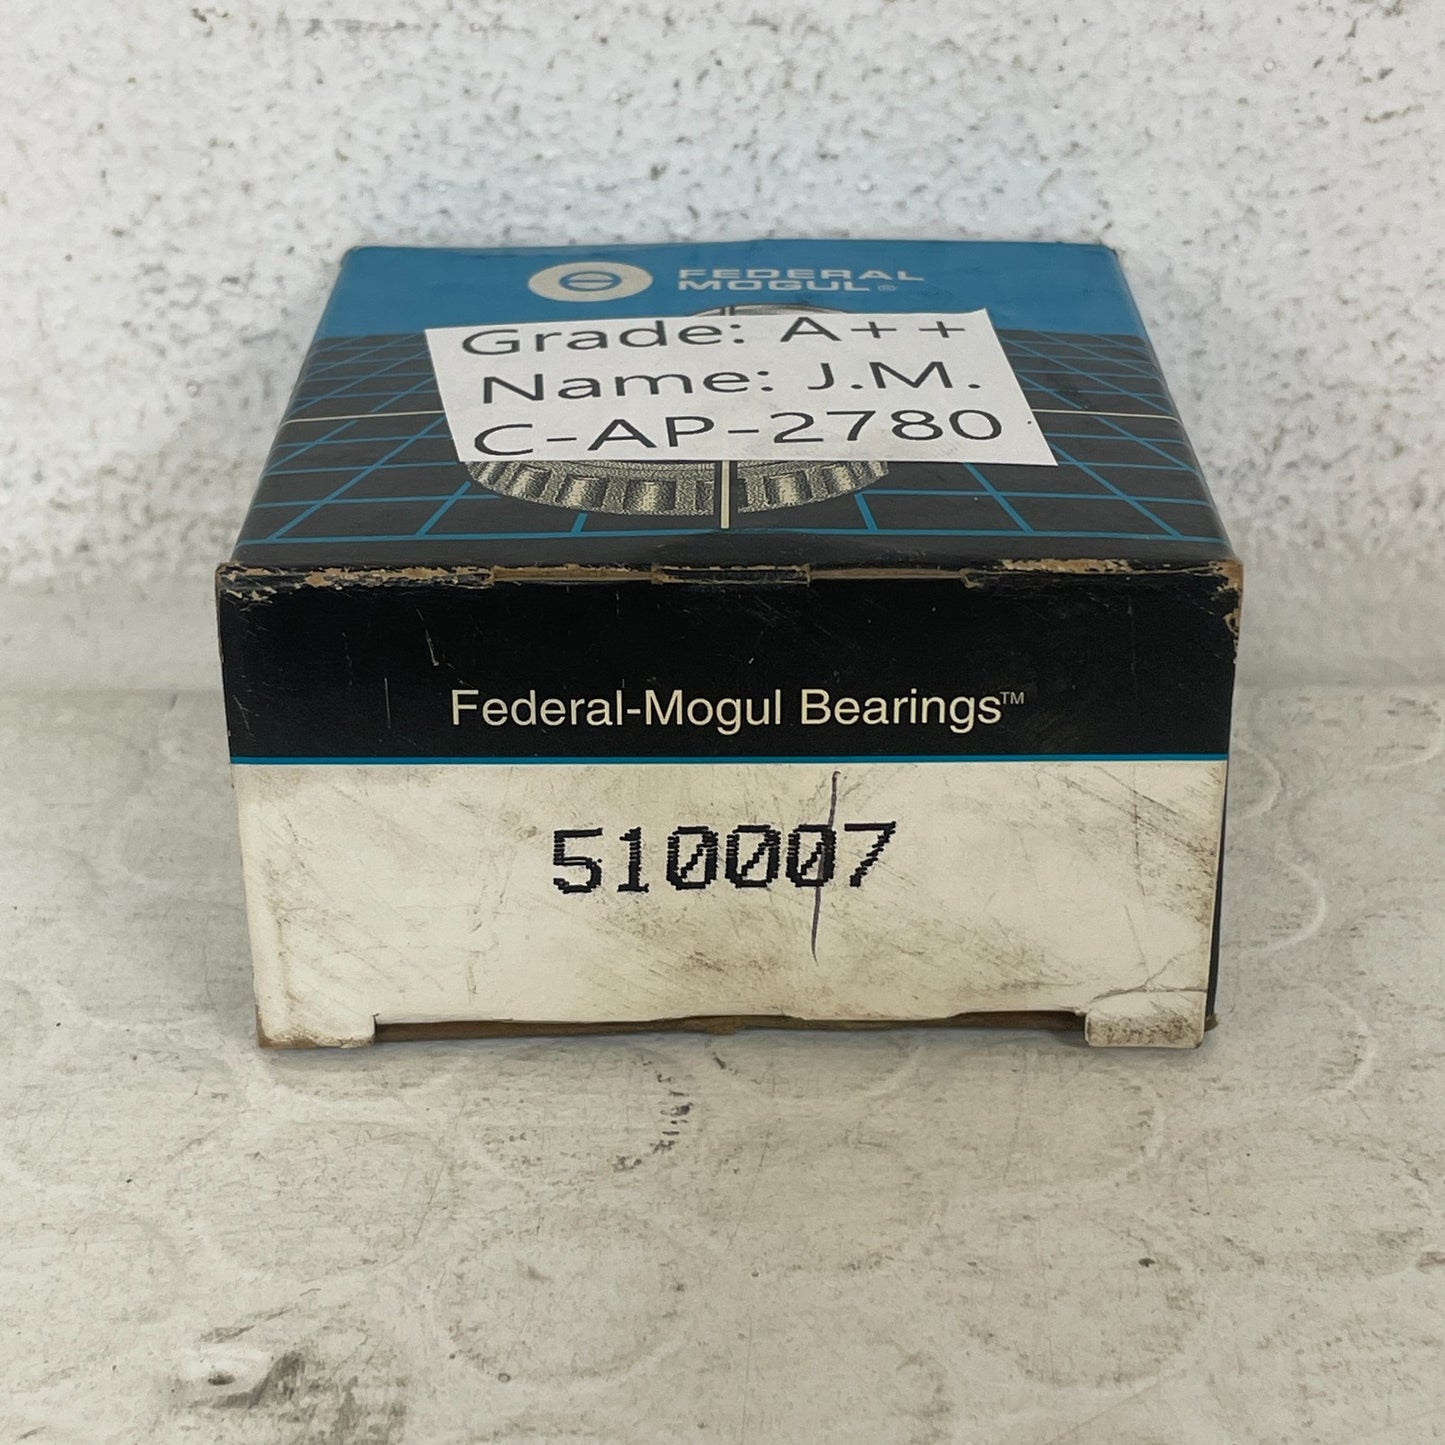 FEDERAL
MOGUL®
Grade: A++
Name: J.M.
C-AP-2780
Federal-Mogul Bearings™
510007